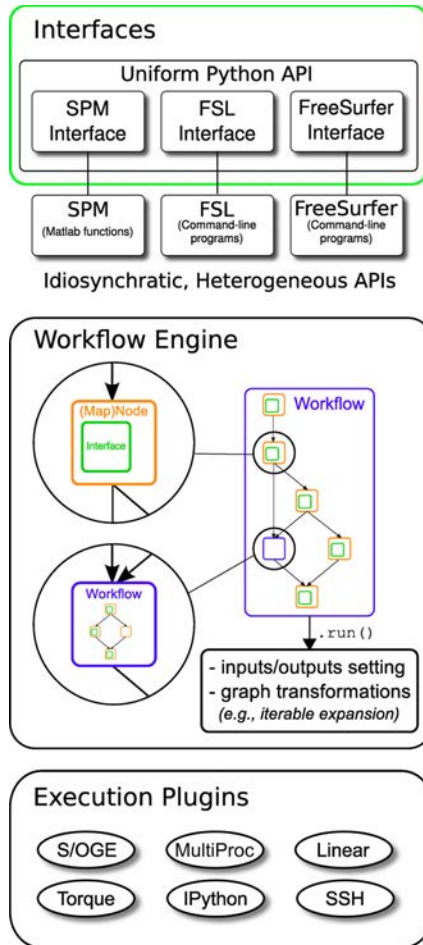 Interfaces
Uniform Python API
SPM
Interface
FSL
Interface
FreeSurfer
Interface
SPM
(Matlab functions)
FSL
(Command-line
programs)
FreeSurfer
(Command-line
programs)
Idiosynchratic, Heterogeneous APIs
Workflow Engine
(Map)Node
Interface
Workflow
Workflow
.run()
- inputs/outputs setting
- graph transformations
(e.g., iterable expansion)
Execution Plugins
S/OGE
MultiProc
Linear
Torque
IPython
SSH